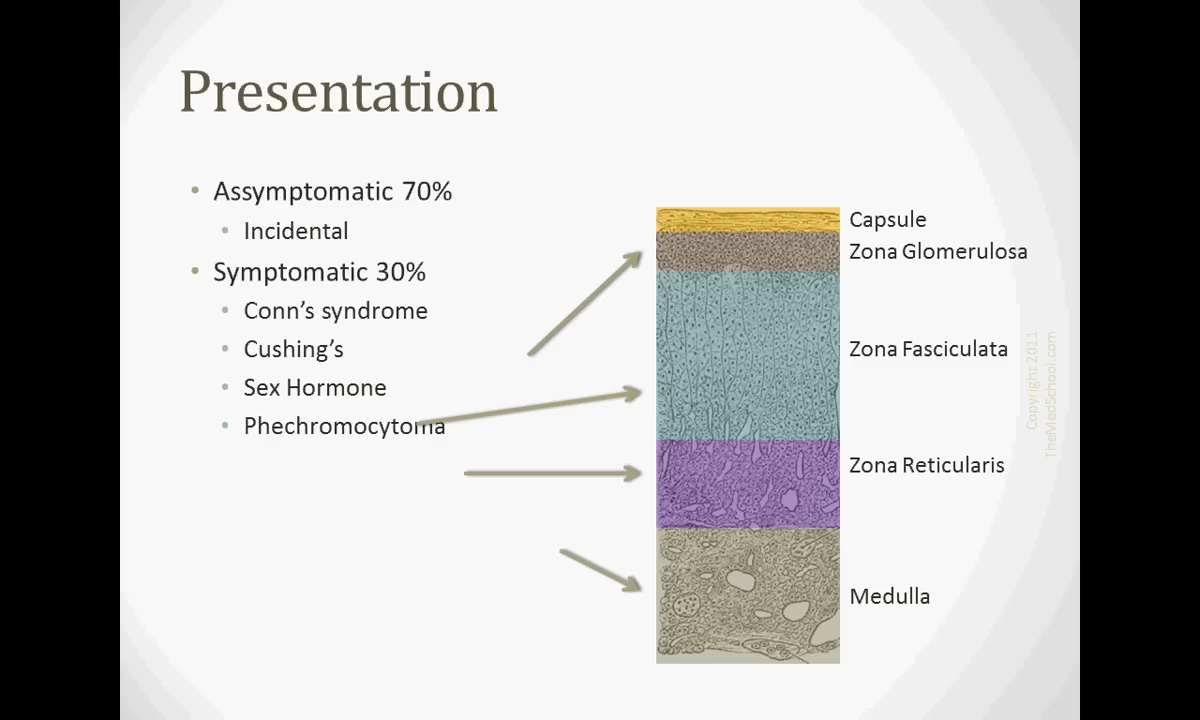 Presentation
Assymptomatic 70%
Incidental
Symptomatic 30%
Conn's syndrome
Cushing's
Sex Hormone
Phechromocytoma
Capsule
Zona Glomerulosa
Zona Fasciculata
Zona Reticularis
Medulla
Copyright 2011
TheMedSchool.com